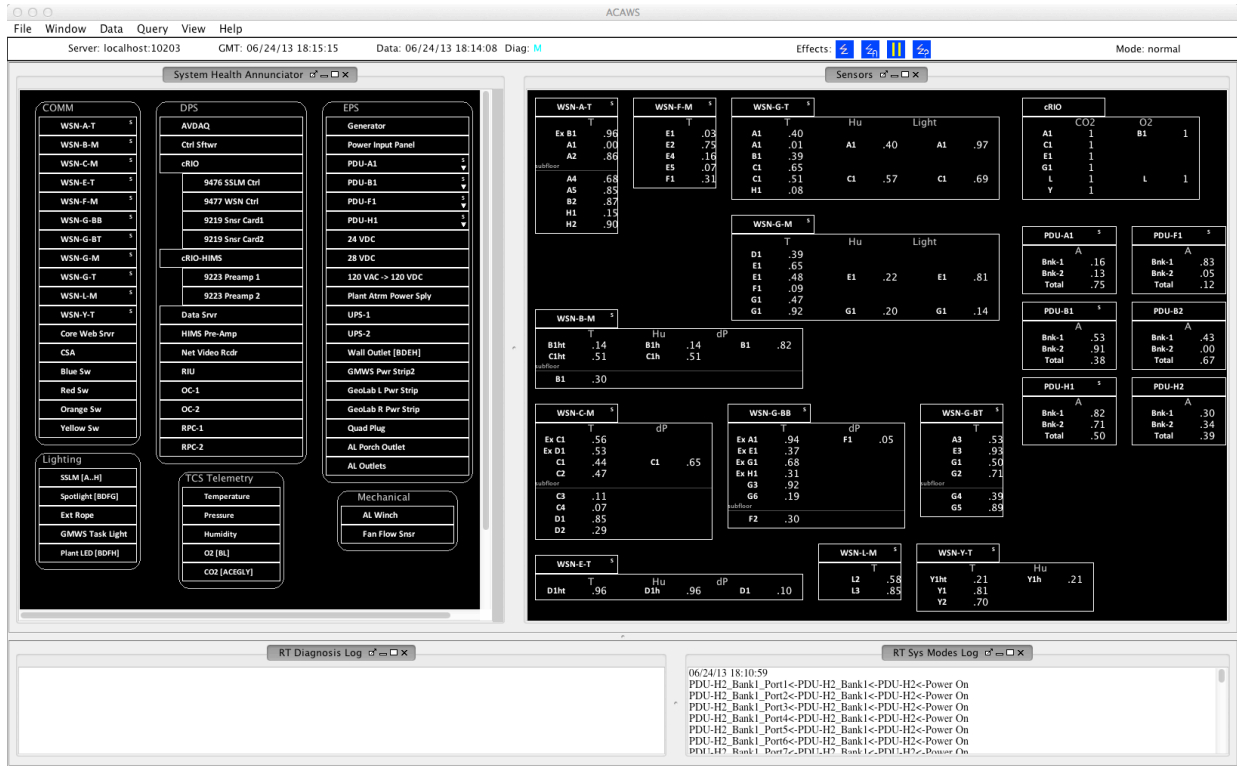 ACAWS
File Window Data Query View Help
Server: localhost:10203 GMT: 06/24/13 18:15:15 Data: 06/24/13 18:14:08 Diag: M Effects: Mode: normal
System Health Annunciator
COMM
WSN-A-T S
WSN-B-M S
WSN-C-M S
WSN-E-T S
WSN-F-M S
WSN-G-BB S
WSN-G-BT S
WSN-G-M S
WSN-G-T S
WSN-L-M S
WSN-Y-T S
Core Web Srvr
CSA
Blue Sw
Red Sw
Orange Sw
Yellow Sw
Lighting
SSLM [A..H]
Spotlight [BDFG]
Ext Rope
GMWS Task Light
Plant LED [BDFH]
DPS
AVDAQ
Ctrl Sftwr
cRIO
9476 SSLM Ctrl
9477 WSN Ctrl
9219 Snsr Card1
9219 Snsr Card2
cRIO-HIMS
9223 Preamp 1
9223 Preamp 2
Data Srvr
HIMS Pre-Amp
Net Video Rcdr
RIU
OC-1
OC-2
RPC-1
RPC-2
TCS Telemetry
Temperature
Pressure
Humidity
O2 [BL]
CO2 [ACEGLY]
EPS
Generator
Power Input Panel
PDU-A1 S
PDU-B1 S
PDU-F1 S
PDU-H1 S
24 VDC
28 VDC
120 VAC -> 120 VDC
Plant Atrm Power Sply
UPS-1
UPS-2
Wall Outlet [BDEH]
GMWS Pwr Strip2
GeoLab L Pwr Strip
GeoLab R Pwr Strip
Quad Plug
AL Porch Outlet
AL Outlets
Mechanical
AL Winch
Fan Flow Snsr
Sensors
WSN-A-T S
T
Ex B1 .96
A1 .00
A2 .86
subfloor
A4 .68
A5 .85
B2 .87
H1 .15
H2 .90
WSN-F-M S
T
E1 .03
E2 .75
E4 .16
E5 .07
F1 .31
WSN-G-T S
T Hu Light
A1 .40
A1 .01 A1 .40 A1 .97
B1 .39
C1 .65
C1 .51 C1 .57 C1 .69
H1 .08
cRIO
CO2 O2
A1 1 B1 1
C1 1
E1 1
G1 1
L 1 L 1
Y 1
WSN-G-M S
T Hu Light
D1 .39
E1 .65
E1 .48 E1 .22 E1 .81
F1 .09
G1 .47
G1 .92 G1 .20 G1 .14
PDU-A1 S
A
Bnk-1 .16
Bnk-2 .13
Total .75
PDU-F1 S
A
Bnk-1 .83
Bnk-2 .05
Total .12
WSN-B-M S
T Hu dP
B1ht .14 B1h .14 B1 .82
C1ht .51 C1h .51
subfloor
B1 .30
PDU-B1 S
A
Bnk-1 .53
Bnk-2 .91
Total .38
PDU-B2
A
Bnk-1 .43
Bnk-2 .00
Total .67
PDU-H1 S
A
Bnk-1 .82
Bnk-2 .71
Total .50
PDU-H2
A
Bnk-1 .30
Bnk-2 .34
Total .39
WSN-C-M S
T dP
Ex C1 .56
Ex D1 .53
C1 .44 C1 .65
C2 .47
subfloor
C3 .11
C4 .07
D1 .85
D2 .29
WSN-G-BB S
T dP
Ex A1 .94 F1 .05
Ex E1 .37
Ex G1 .68
Ex H1 .31
G3 .92
G6 .19
subfloor
F2 .30
WSN-G-BT S
T
A3 .53
E3 .93
G1 .50
G2 .71
subfloor
G4 .39
G5 .89
WSN-E-T S
T Hu dP
D1ht .96 D1h .96 D1 .10
WSN-L-M S
T
L2 .58
L3 .85
WSN-Y-T S
T Hu
Y1ht .21 Y1h .21
Y1 .81
Y2 .70
RT Diagnosis Log
RT Sys Modes Log
06/24/13 18:10:59
PDU-H2_Bank1_Port1<-PDU-H2_Bank1<-PDU-H2<-Power On
PDU-H2_Bank1_Port2<-PDU-H2_Bank1<-PDU-H2<-Power On
PDU-H2_Bank1_Port3<-PDU-H2_Bank1<-PDU-H2<-Power On
PDU-H2_Bank1_Port4<-PDU-H2_Bank1<-PDU-H2<-Power On
PDU-H2_Bank1_Port5<-PDU-H2_Bank1<-PDU-H2<-Power On
PDU-H2_Bank1_Port6<-PDU-H2_Bank1<-PDU-H2<-Power On
PDU-H2_Bank1_Port7<-PDU-H2_Bank1<-PDU-H2<-Power On